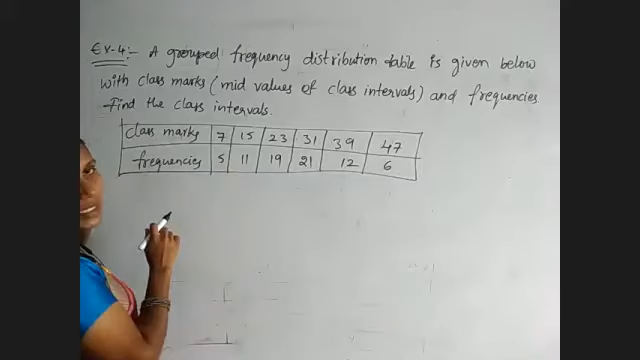 Ex-4:- A grouped frequency distribution table is given below
with class marks (mid values of class intervals) and frequencies
Find the class intervals.
class marks 7 15 23 31 39 47
frequencies 5 11 19 21 12 6